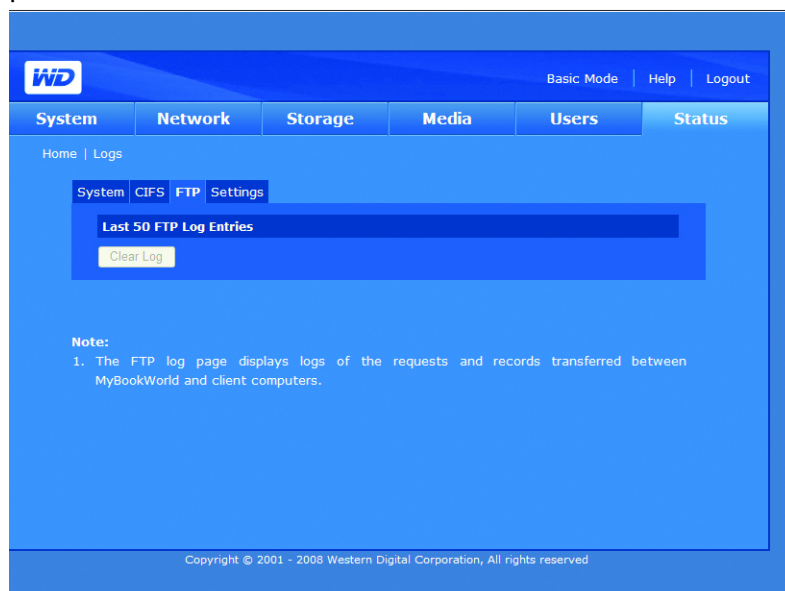 WD
Basic Mode | Help | Logout
System Network Storage Media Users Status
Home | Logs
System CIFS FTP Settings
Last 50 FTP Log Entries
Clear Log
Note:
1. The FTP log page displays logs of the requests and records transferred between
MyBookWorld and client computers.
Copyright © 2001 - 2008 Western Digital Corporation, All rights reserved